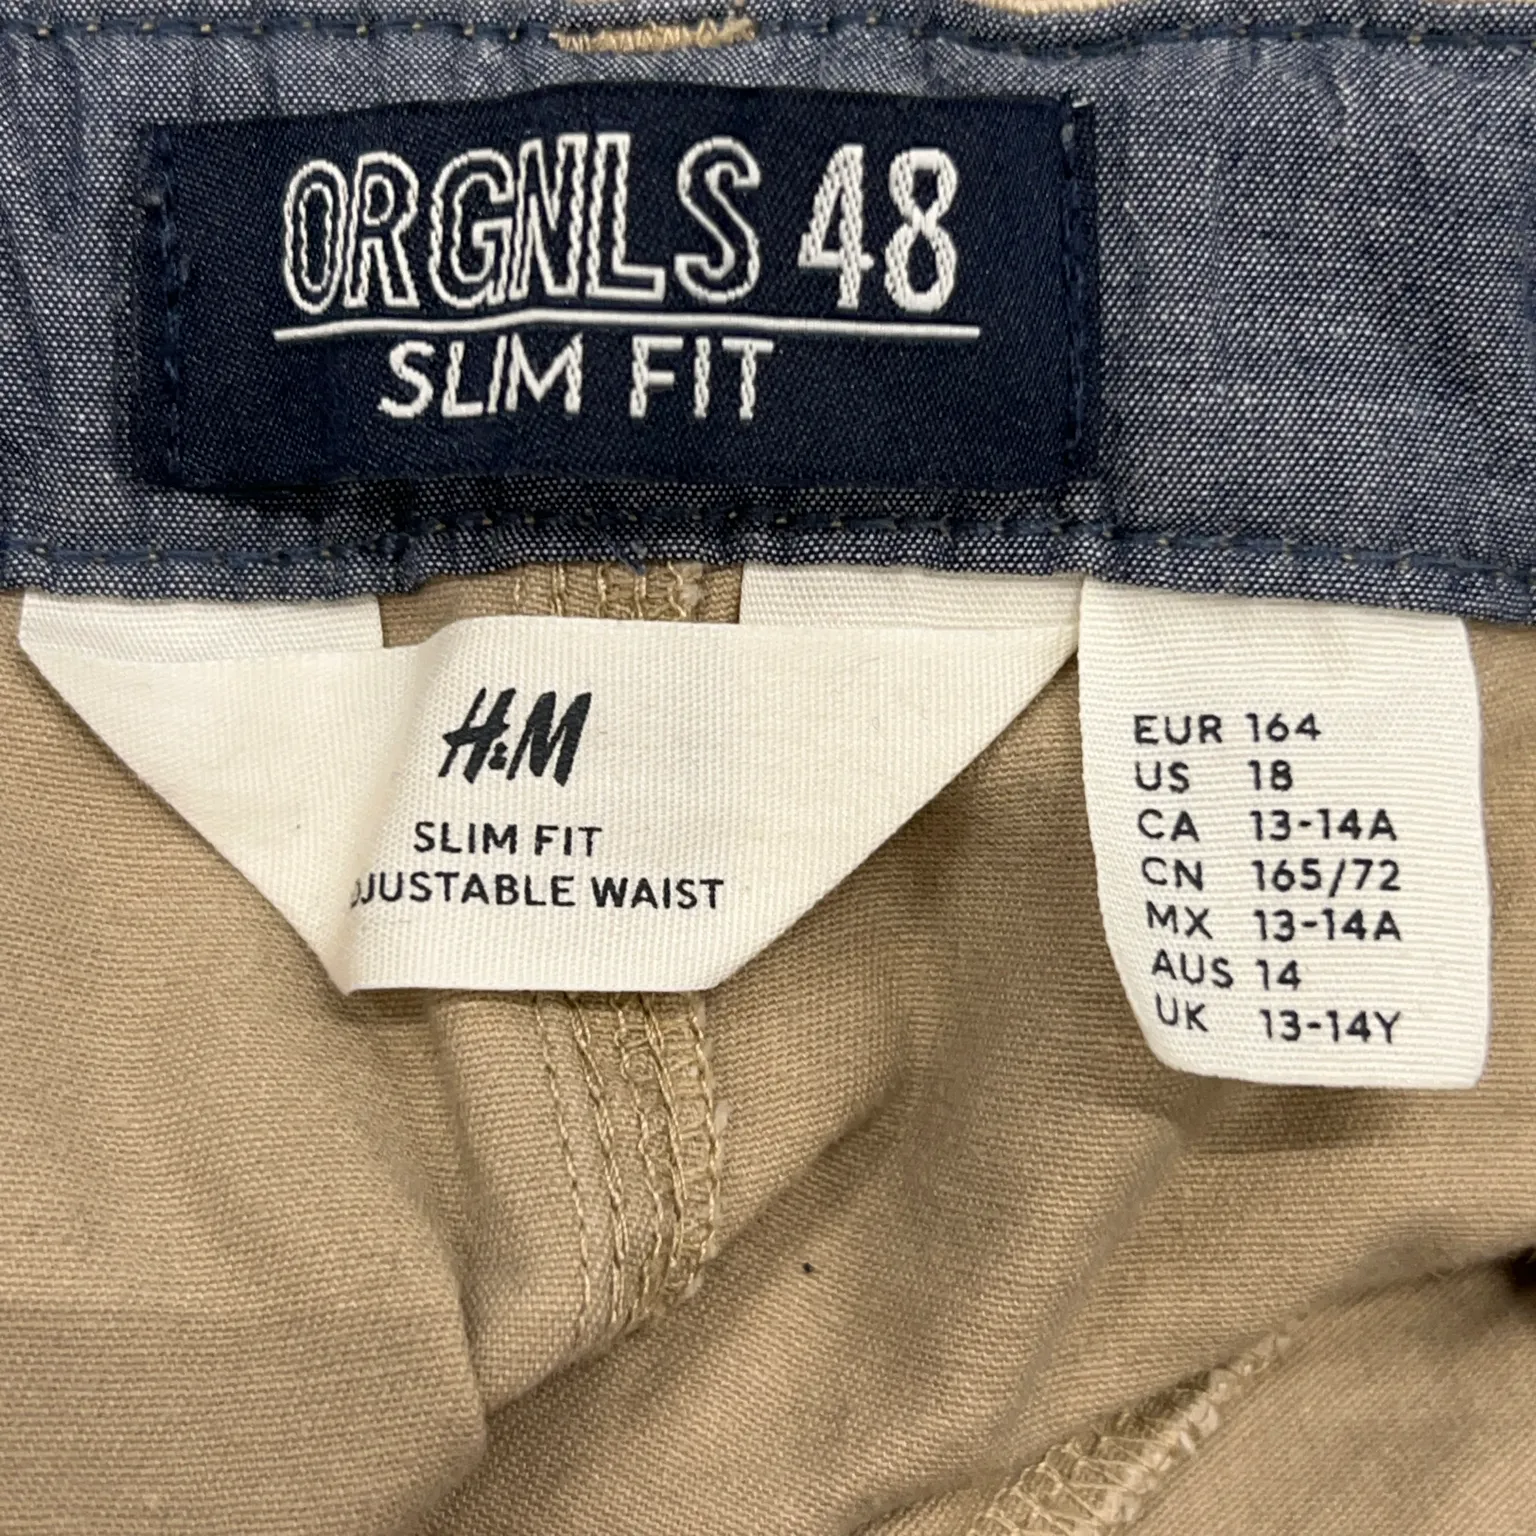 ORGNLS 48
SLIM FIT
H&M
SLIM FIT
DJUSTABLE WAIST
EUR 164
US 18
CA 13-14A
CN 165/72
MX 13-14A
AUS 14
UK 13-14Y